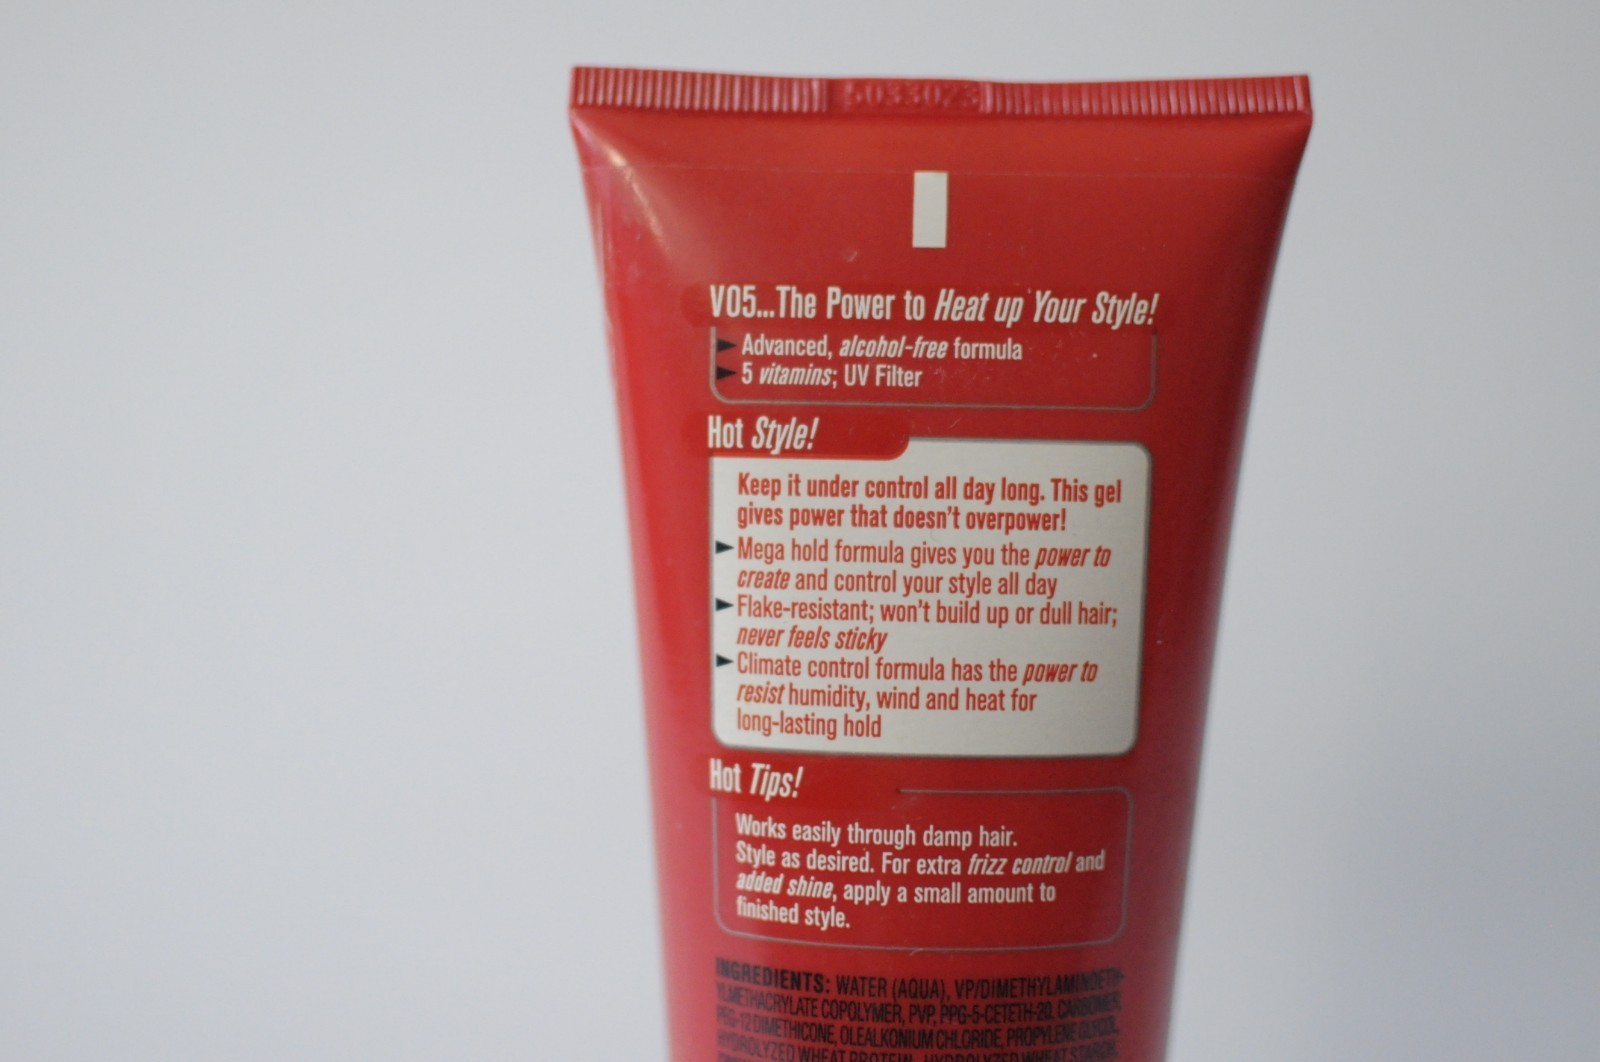 5033073
V05...The Power to Heat up Your Style!
Advanced, alcohol-free formula
5 vitamins; UV Filter
Hot Style!
Keep it under control all day long. This gel
gives power that doesn't overpower!
Mega hold formula gives you the power to
create and control your style all day
Flake-resistant; won't build up or dull hair;
never feels sticky
Climate control formula has the power to
resist humidity, wind and heat for
long-lasting hold
Hot Tips!
Works easily through damp hair.
Style as desired. For extra frizz control and
added shine, apply a small amount to
finished style.
INGREDIENTS: WATER (AQUA), VP/DIMETHYLAMINOETH-
YLMETHACRYLATE COPOLYMER, PVP, PPG-5-CETETH-20, CARBOMER,
PEG-12 DIMETHICONE, OLEALKONIUM CHLORIDE, PROPYLENE GLYCOL,
HYDROLYZED WHEAT PROTEIN, HYDROLYZED WHEAT STARCH,